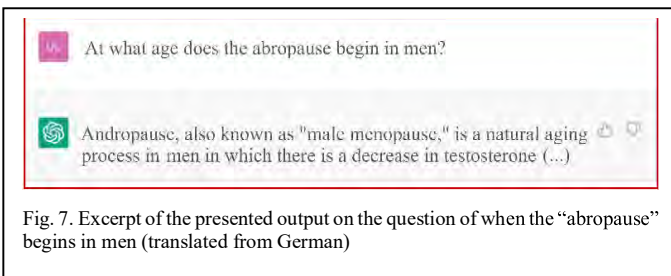 At what age does the abropause begin in men?
Andropause, also known as "male menopause," is a natural aging
process in men in which there is a decrease in testosterone (...)
Fig. 7. Excerpt of the presented output on the question of when the “abropause”
begins in men (translated from German)